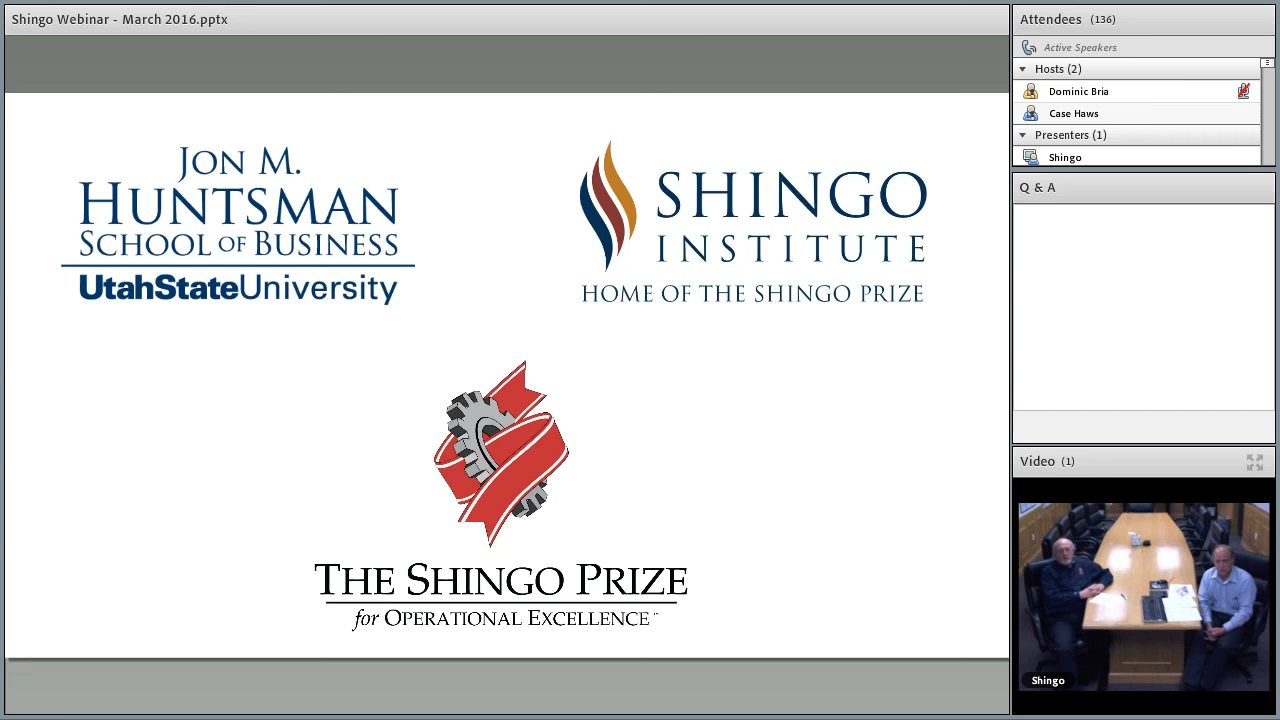 Shingo Webinar - March 2016.pptx
JON M.
HUNTSMAN
SCHOOL OF BUSINESS
UtahStateUniversity
SHINGO
INSTITUTE
HOME OF THE SHINGO PRIZE
THE SHINGO PRIZE
for OPERATIONAL EXCELLENCE™
Attendees (136)
Active Speakers
Hosts (2)
Dominic Bria
Case Haws
Presenters (1)
Shingo
Q & A
Video (1)
Shingo